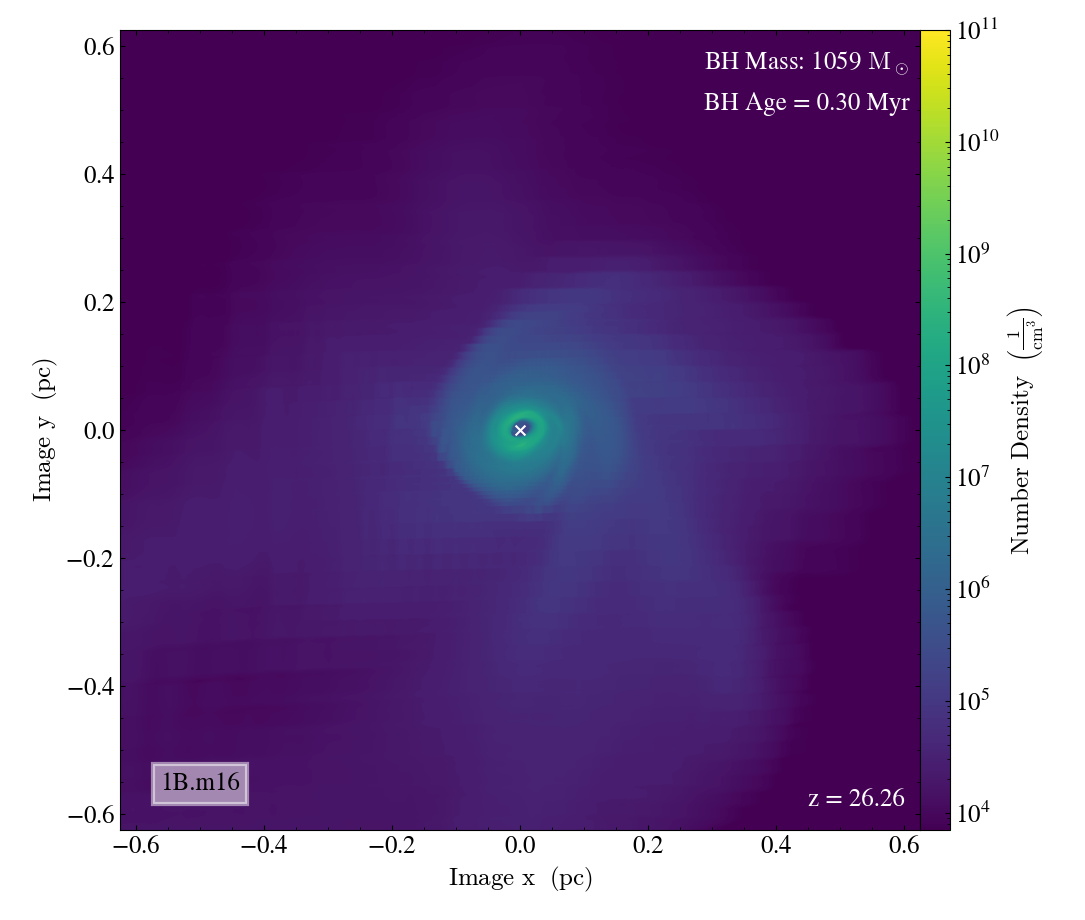 BH Mass: 1059 M⊙
BH Age = 0.30 Myr
1B.m16
z = 26.26
Image y (pc)
0.6
0.4
0.2
0.0
−0.2
−0.4
−0.6
−0.6 −0.4 −0.2 0.0 0.2 0.4 0.6
Image x (pc)
10¹¹
10¹⁰
10⁹
10⁸
10⁷
10⁶
10⁵
10⁴
Number Density (1/cm³)